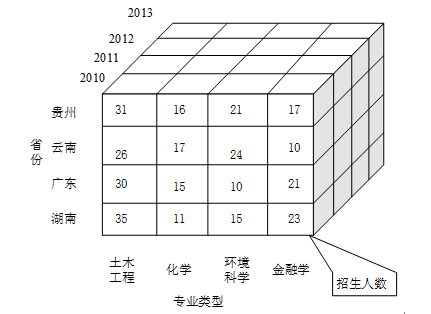 2013
2012
2011
2010
贵州 31 16 21 17
云南 26 17 24 10
省份
广东 30 15 10 21
湖南 35 11 15 23
土木工程 化学 环境科学 金融学
招生人数
专业类型